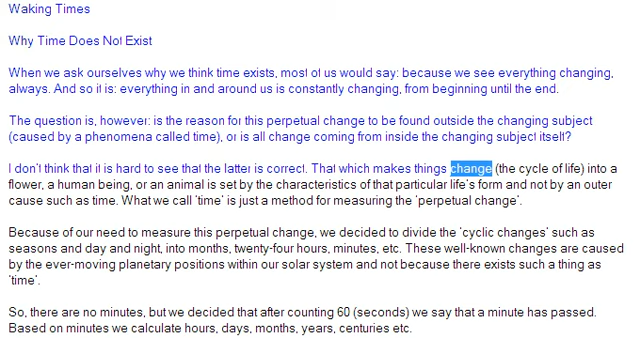 Waking Times
Why Time Does Not Exist
When we ask ourselves why we think time exists, most of us would say: because we see everything changing,
always. And so it is: everything in and around us is constantly changing, from beginning until the end.
The question is, however: is the reason for this perpetual change to be found outside the changing subject
(caused by a phenomena called time), or is all change coming from inside the changing subject itself?
I don't think that it is hard to see that the latter is correct. That which makes things change (the cycle of life) into a
flower, a human being, or an animal is set by the characteristics of that particular life's form and not by an outer
cause such as time. What we call 'time' is just a method for measuring the 'perpetual change'.
Because of our need to measure this perpetual change, we decided to divide the 'cyclic changes' such as
seasons and day and night, into months, twenty-four hours, minutes, etc. These well-known changes are caused
by the ever-moving planetary positions within our solar system and not because there exists such a thing as
'time'.
So, there are no minutes, but we decided that after counting 60 (seconds) we say that a minute has passed.
Based on minutes we calculate hours, days, months, years, centuries etc.